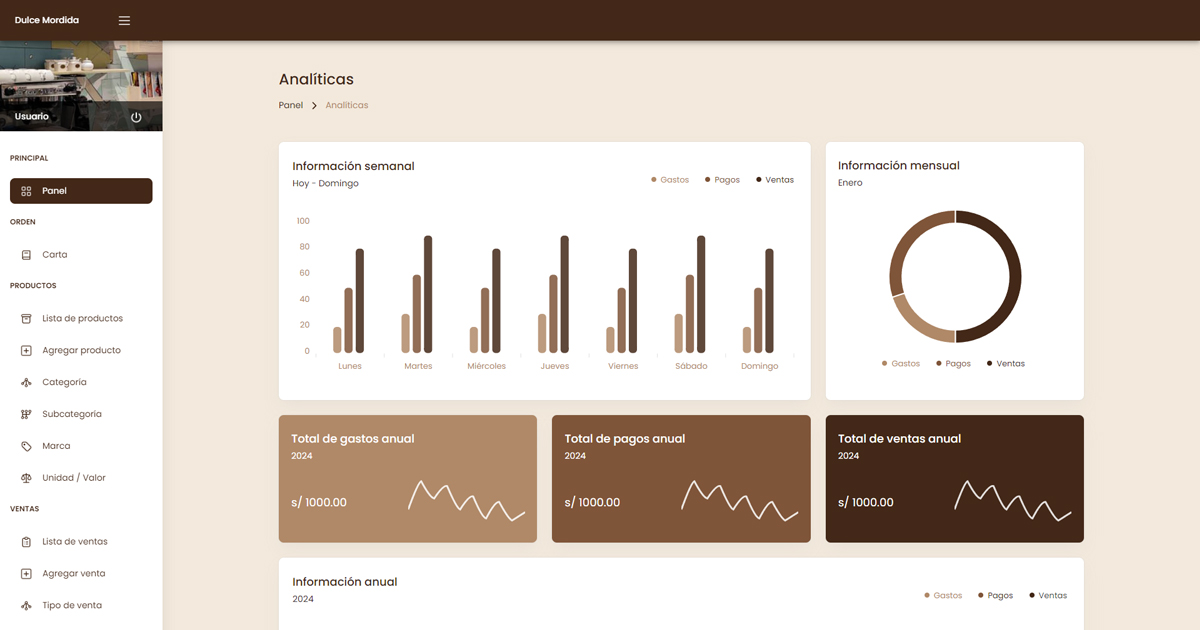 Dulce Mordida
Usuario
PRINCIPAL
Panel
ORDEN
Carta
PRODUCTOS
Lista de productos
Agregar producto
Categoría
Subcategoría
Marca
Unidad / Valor
VENTAS
Lista de ventas
Agregar venta
Tipo de venta
Analíticas
Panel > Analíticas
Información semanal
Hoy - Domingo
Gastos Pagos Ventas
100
80
60
40
20
0
Lunes Martes Miércoles Jueves Viernes Sábado Domingo
Información mensual
Enero
Gastos Pagos Ventas
Total de gastos anual
2024
s/ 1000.00
Total de pagos anual
2024
s/ 1000.00
Total de ventas anual
2024
s/ 1000.00
Información anual
2024
Gastos Pagos Ventas